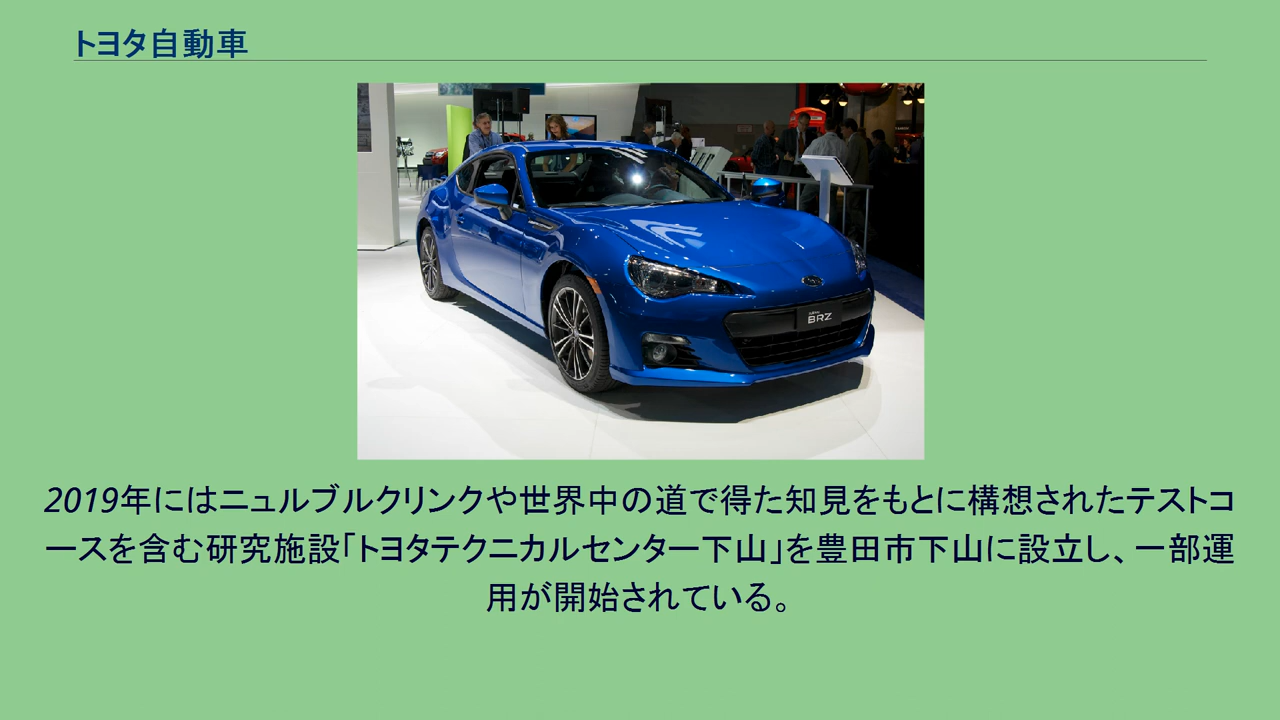 トヨタ自動車
BRZ
2019年にはニュルブルクリンクや世界中の道で得た知見をもとに構想されたテストコ
ースを含む研究施設「トヨタテクニカルセンター下山」を豊田市下山に設立し、一部運
用が開始されている。